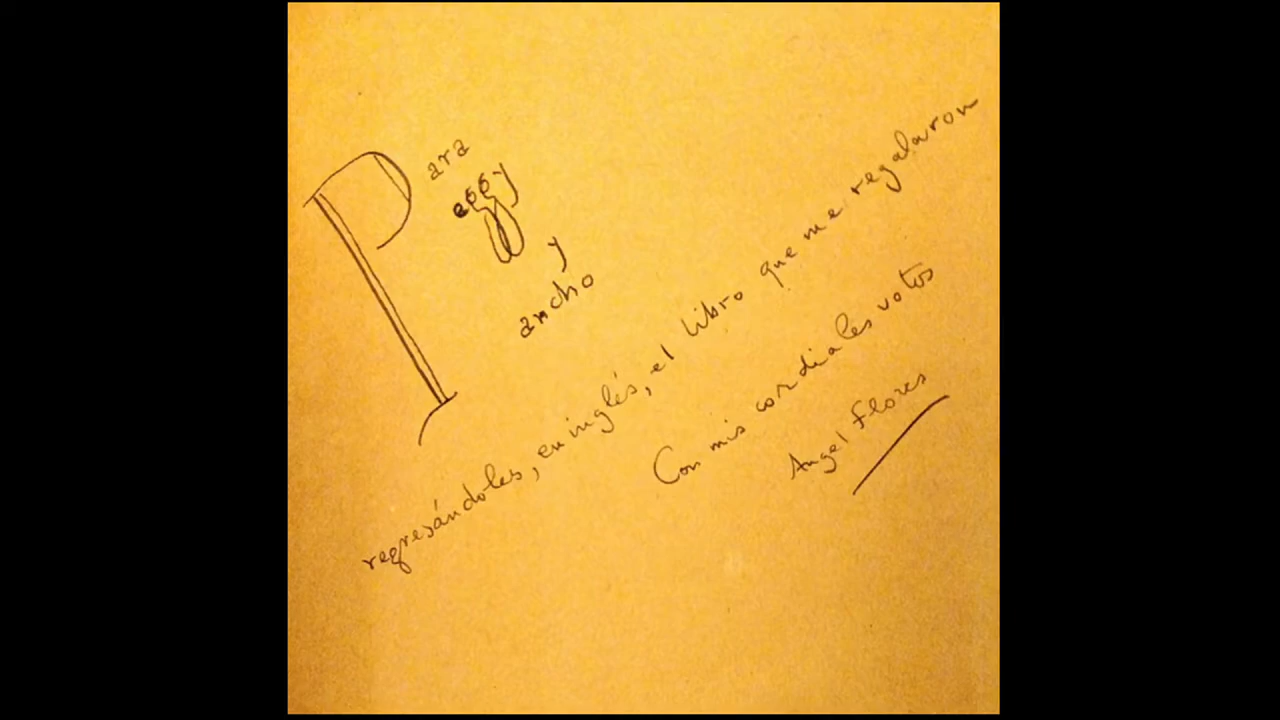 Para
Peggy
y
Pancho
regresándoles, en inglés, el libro que me regalaron
Con mis cordiales votos
Angel Flores